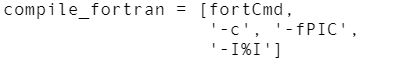 compile_fortran = [fortCmd,
                   '-c', '-fPIC',
                   '-I%I']